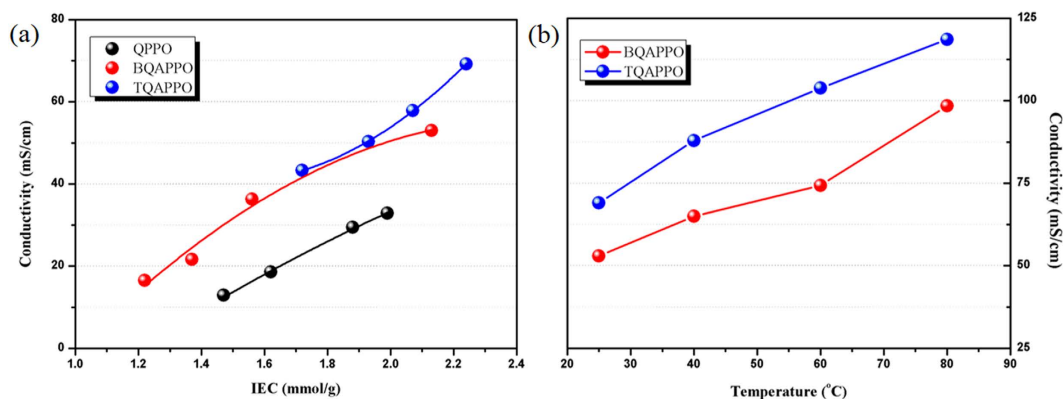 (a)
QPPO
BQAPPO
TQAPPO
Conductivity (mS/cm)
80
60
40
20
0
1.0 1.2 1.4 1.6 1.8 2.0 2.2 2.4
IEC (mmol/g)
(b)
BQAPPO
TQAPPO
125
100
75
50
25
Conductivity (mS/cm)
20 30 40 50 60 70 80 90
Temperature (°C)